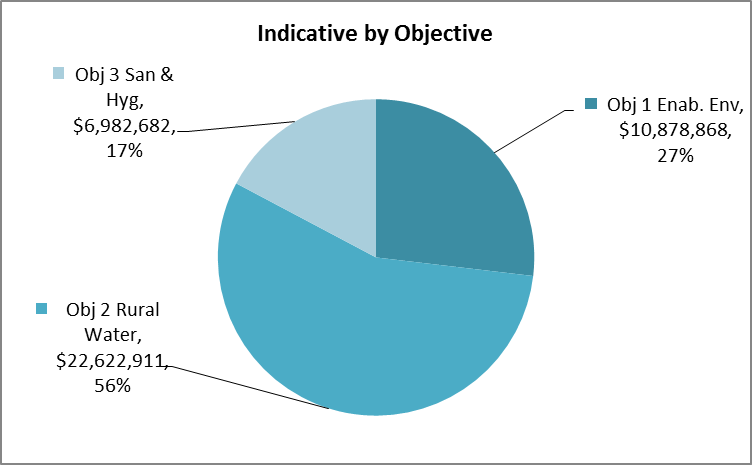 Indicative by Objective
Obj 3 San &
Hyg,
$6,982,682,
17%
Obj 1 Enab. Env,
$10,878,868,
27%
Obj 2 Rural
Water,
$22,622,911,
56%